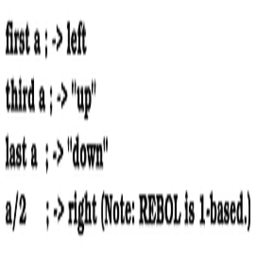 first a ; -> left
third a ; -> "up"
last a  ; -> "down"
a/2     ; -> right (Note: REBOL is 1-based.)